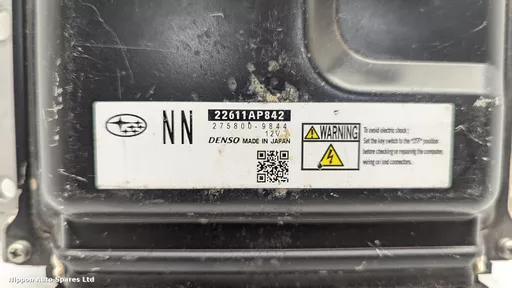 NN
22611AP842
275800-9844
12V
DENSO MADE IN JAPAN
WARNING
To avoid electric shock;
Set the key switch to the "OFF" position
before checking or repairing the computer,
wiring or and connectors.
Nippon Auto Spares Ltd